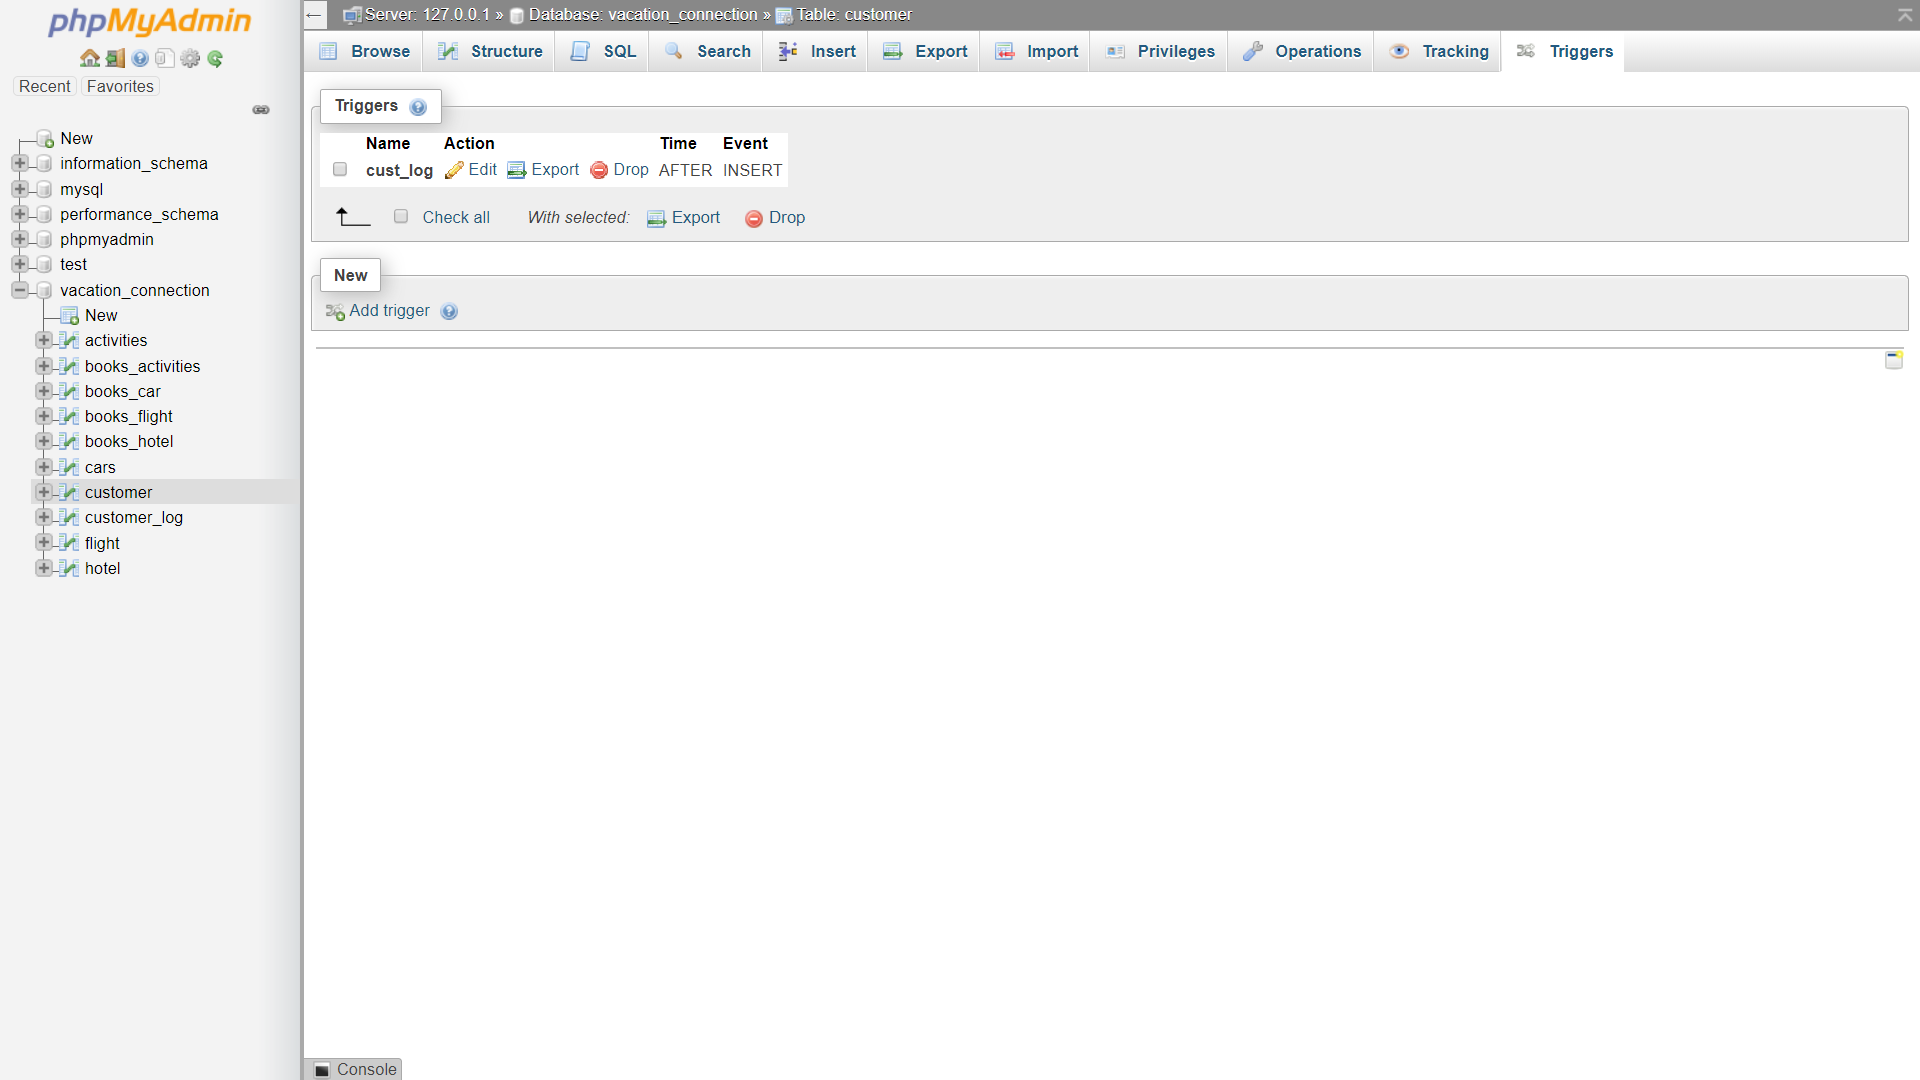 phpMyAdmin
Recent Favorites
New
information_schema
mysql
performance_schema
phpmyadmin
test
vacation_connection
New
activities
books_activities
books_car
books_flight
books_hotel
cars
customer
customer_log
flight
hotel
Server: 127.0.0.1 » Database: vacation_connection » Table: customer
Browse Structure SQL Search Insert Export Import Privileges Operations Tracking Triggers
Triggers
Name Action Time Event
cust_log Edit Export Drop AFTER INSERT
Check all With selected: Export Drop
New
Add trigger
Console